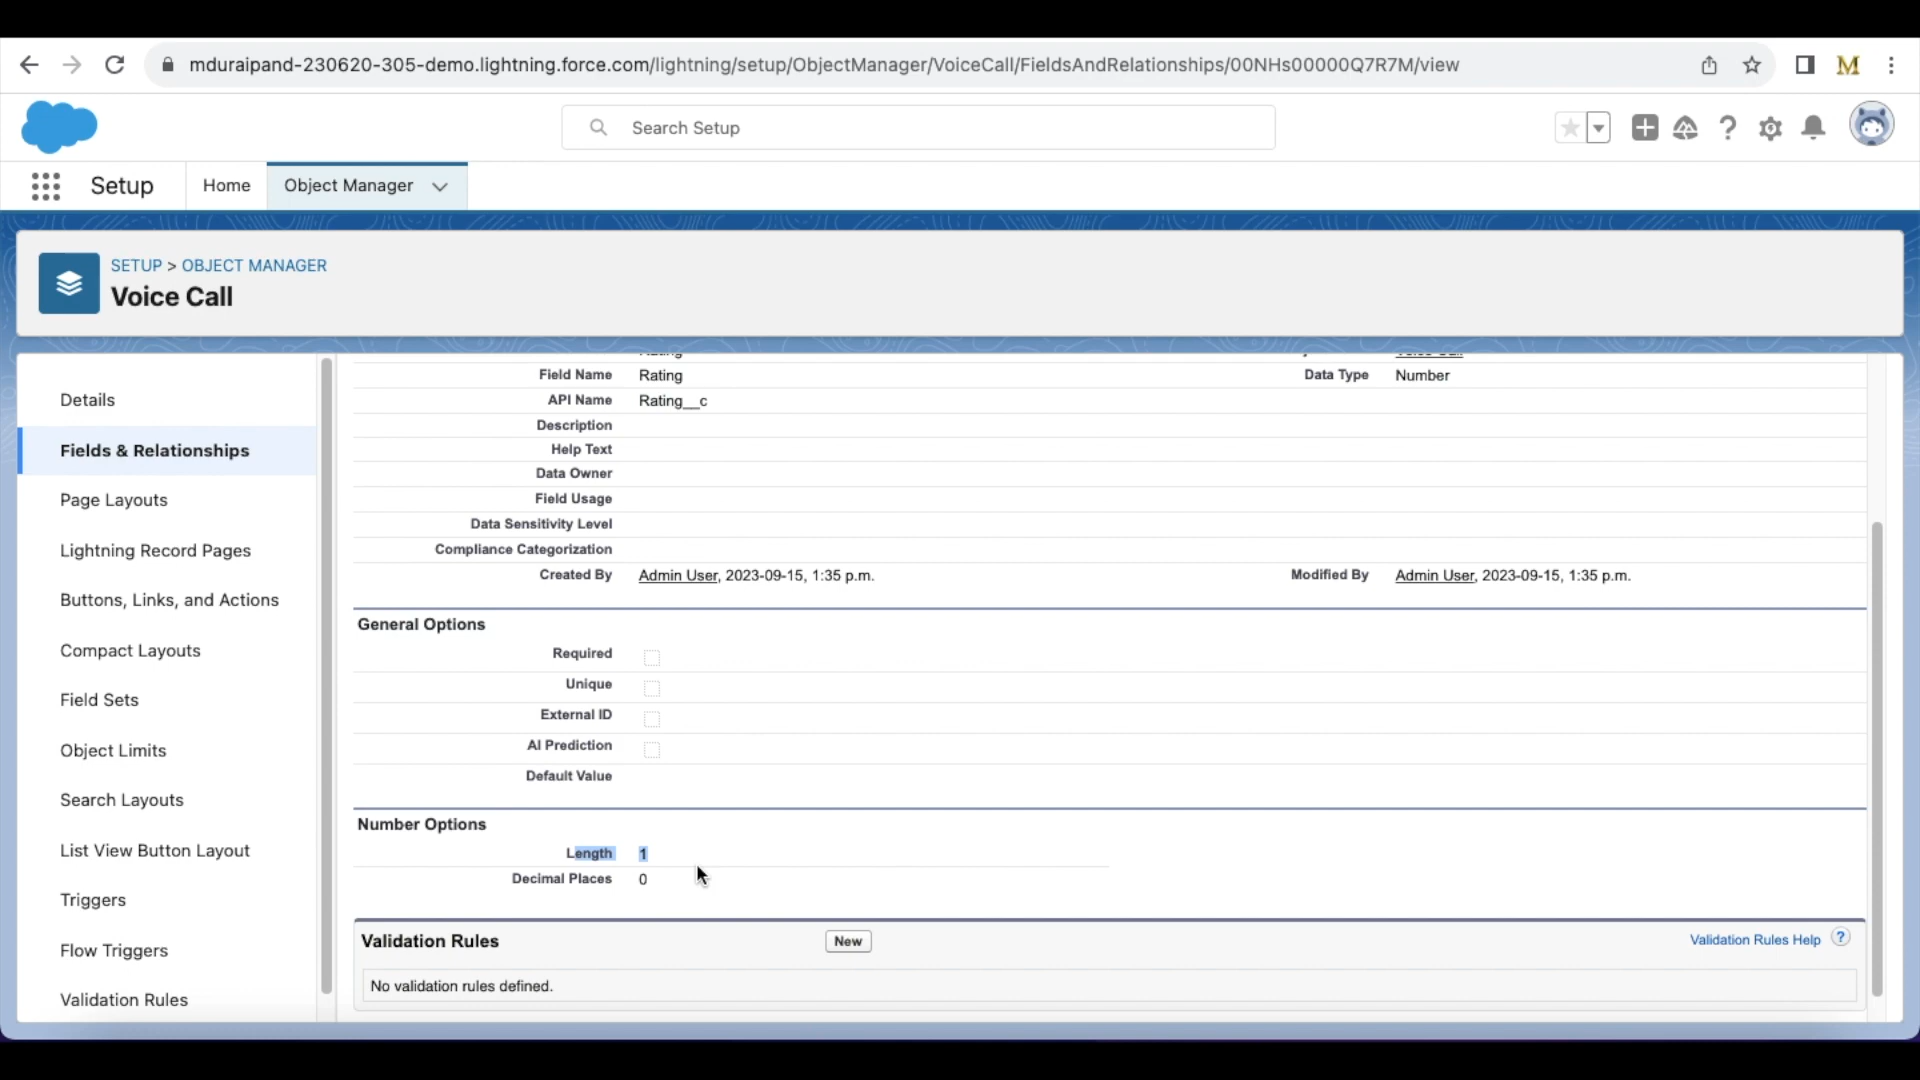 mduraipand-230620-305-demo.lightning.force.com/lightning/setup/ObjectManager/VoiceCall/FieldsAndRelationships/00NHs00000Q7R7M/view
M
Search Setup
Setup
Home
Object Manager
SETUP > OBJECT MANAGER
Voice Call
Details
Fields & Relationships
Page Layouts
Lightning Record Pages
Buttons, Links, and Actions
Compact Layouts
Field Sets
Object Limits
Search Layouts
List View Button Layout
Triggers
Flow Triggers
Validation Rules
Field Name Rating Data Type Number
API Name Rating__c
Description
Help Text
Data Owner
Field Usage
Data Sensitivity Level
Compliance Categorization
Created By Admin User, 2023-09-15, 1:35 p.m. Modified By Admin User, 2023-09-15, 1:35 p.m.
General Options
Required
Unique
External ID
AI Prediction
Default Value
Number Options
Length 1
Decimal Places 0
Validation Rules New Validation Rules Help ?
No validation rules defined.